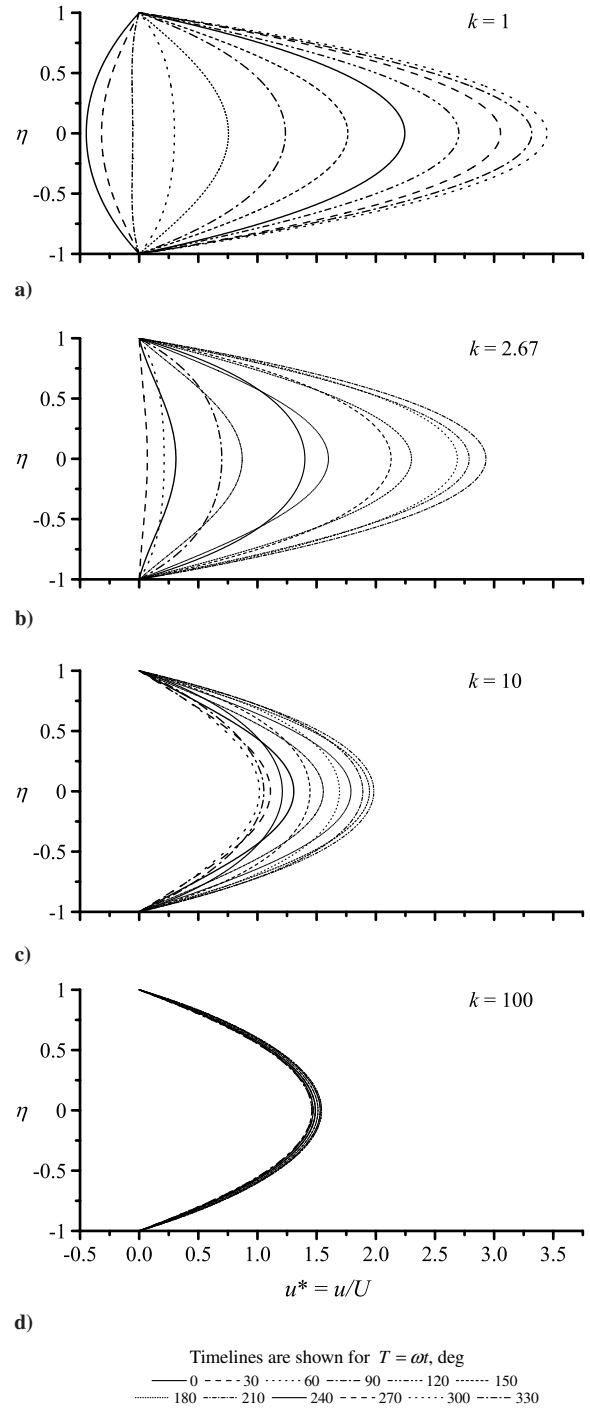 1
k = 1
0.5
η 0
-0.5
-1
a)
1
k = 2.67
0.5
η 0
-0.5
-1
b)
1
k = 10
0.5
η 0
-0.5
-1
c)
1
k = 100
0.5
η 0
-0.5
-1
-0.5 0.0 0.5 1.0 1.5 2.0 2.5 3.0 3.5
u* = u/U
d)
Timelines are shown for T = ωt, deg
0 30 60 90 120 150
180 210 240 270 300 330